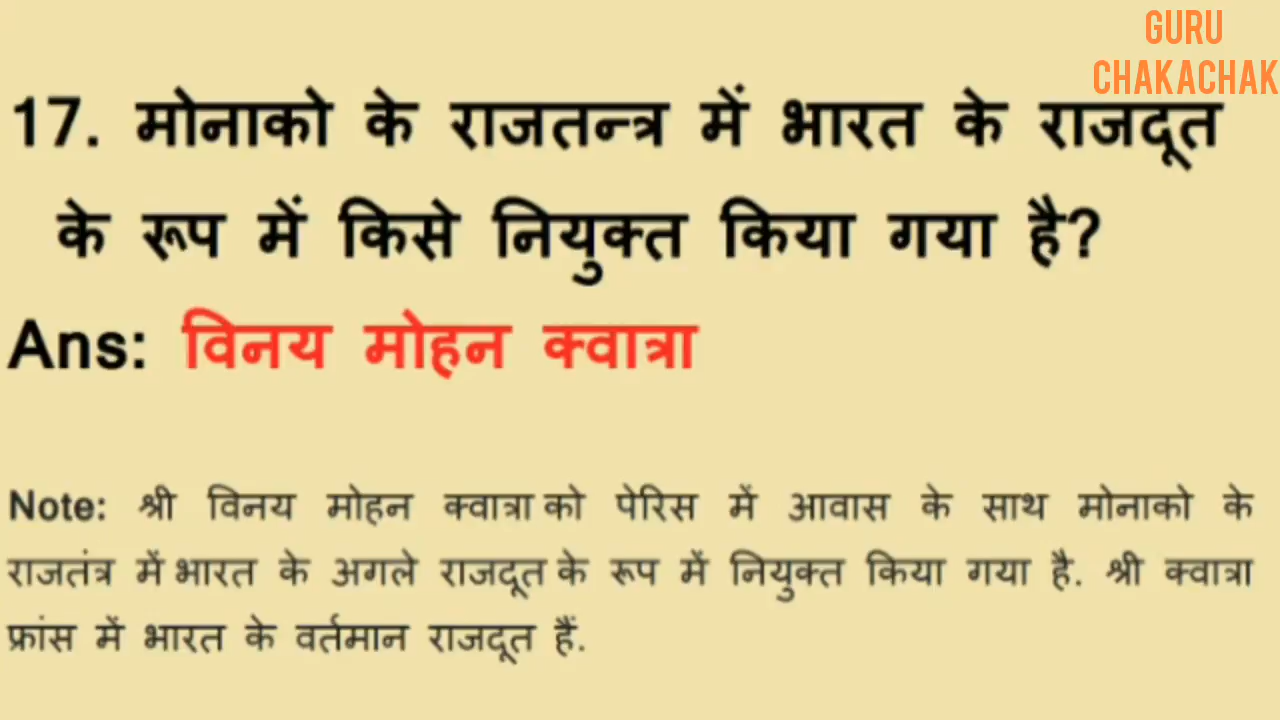 GURU
CHAKACHAK
17. मोनाको के राजतन्त्र में भारत के राजदूत
के रूप में किसे नियुक्त किया गया है?
Ans: विनय मोहन क्वात्रा
Note: श्री विनय मोहन क्वात्रा को पेरिस में आवास के साथ मोनाको के
राजतंत्र में भारत के अगले राजदूत के रूप में नियुक्त किया गया है. श्री क्वात्रा
फ्रांस में भारत के वर्तमान राजदूत हैं.